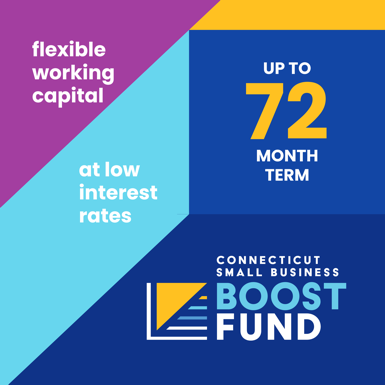 flexible
working
capital
at low
interest
rates
UP TO
72
MONTH
TERM
CONNECTICUT
SMALL BUSINESS
BOOST
FUND